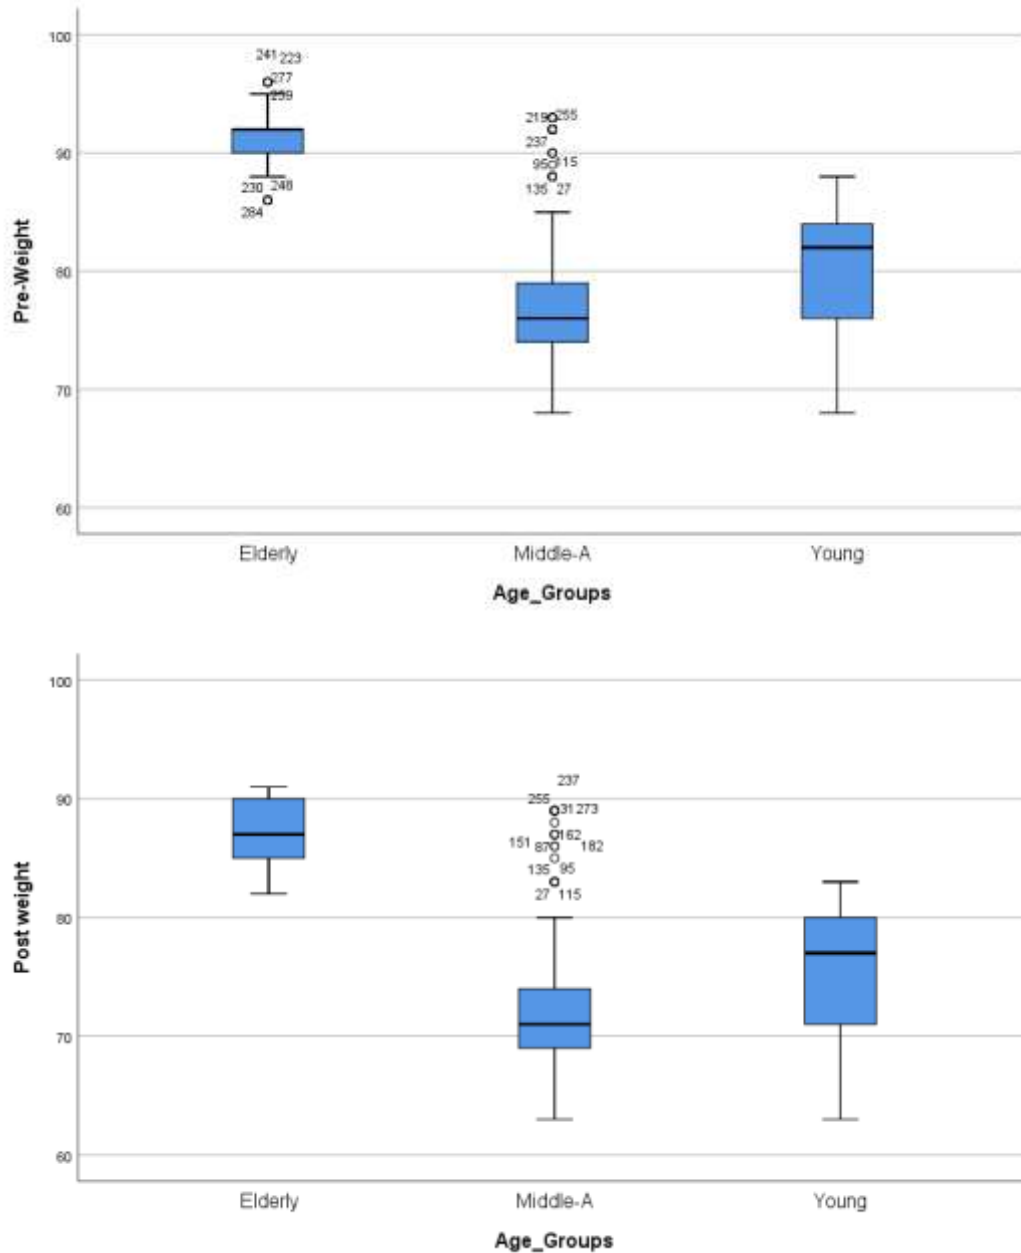 100
241 223
277
259
90
230 248
284
219 255
237
95 115
135 27
80
70
60
Pre-Weight
Elderly Middle-A Young
Age_Groups
100
237
255 31 273
90
151 87 162 182
135 95
27 115
80
70
60
Post weight
Elderly Middle-A Young
Age_Groups